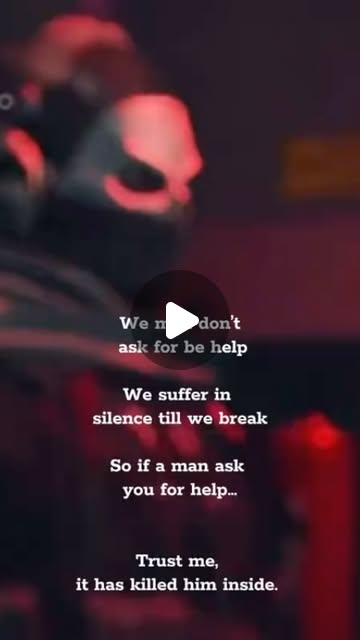 We don't
ask for be help
We suffer in
silence till we break
So if a man ask
you for help...
Trust me,
it has killed him inside.